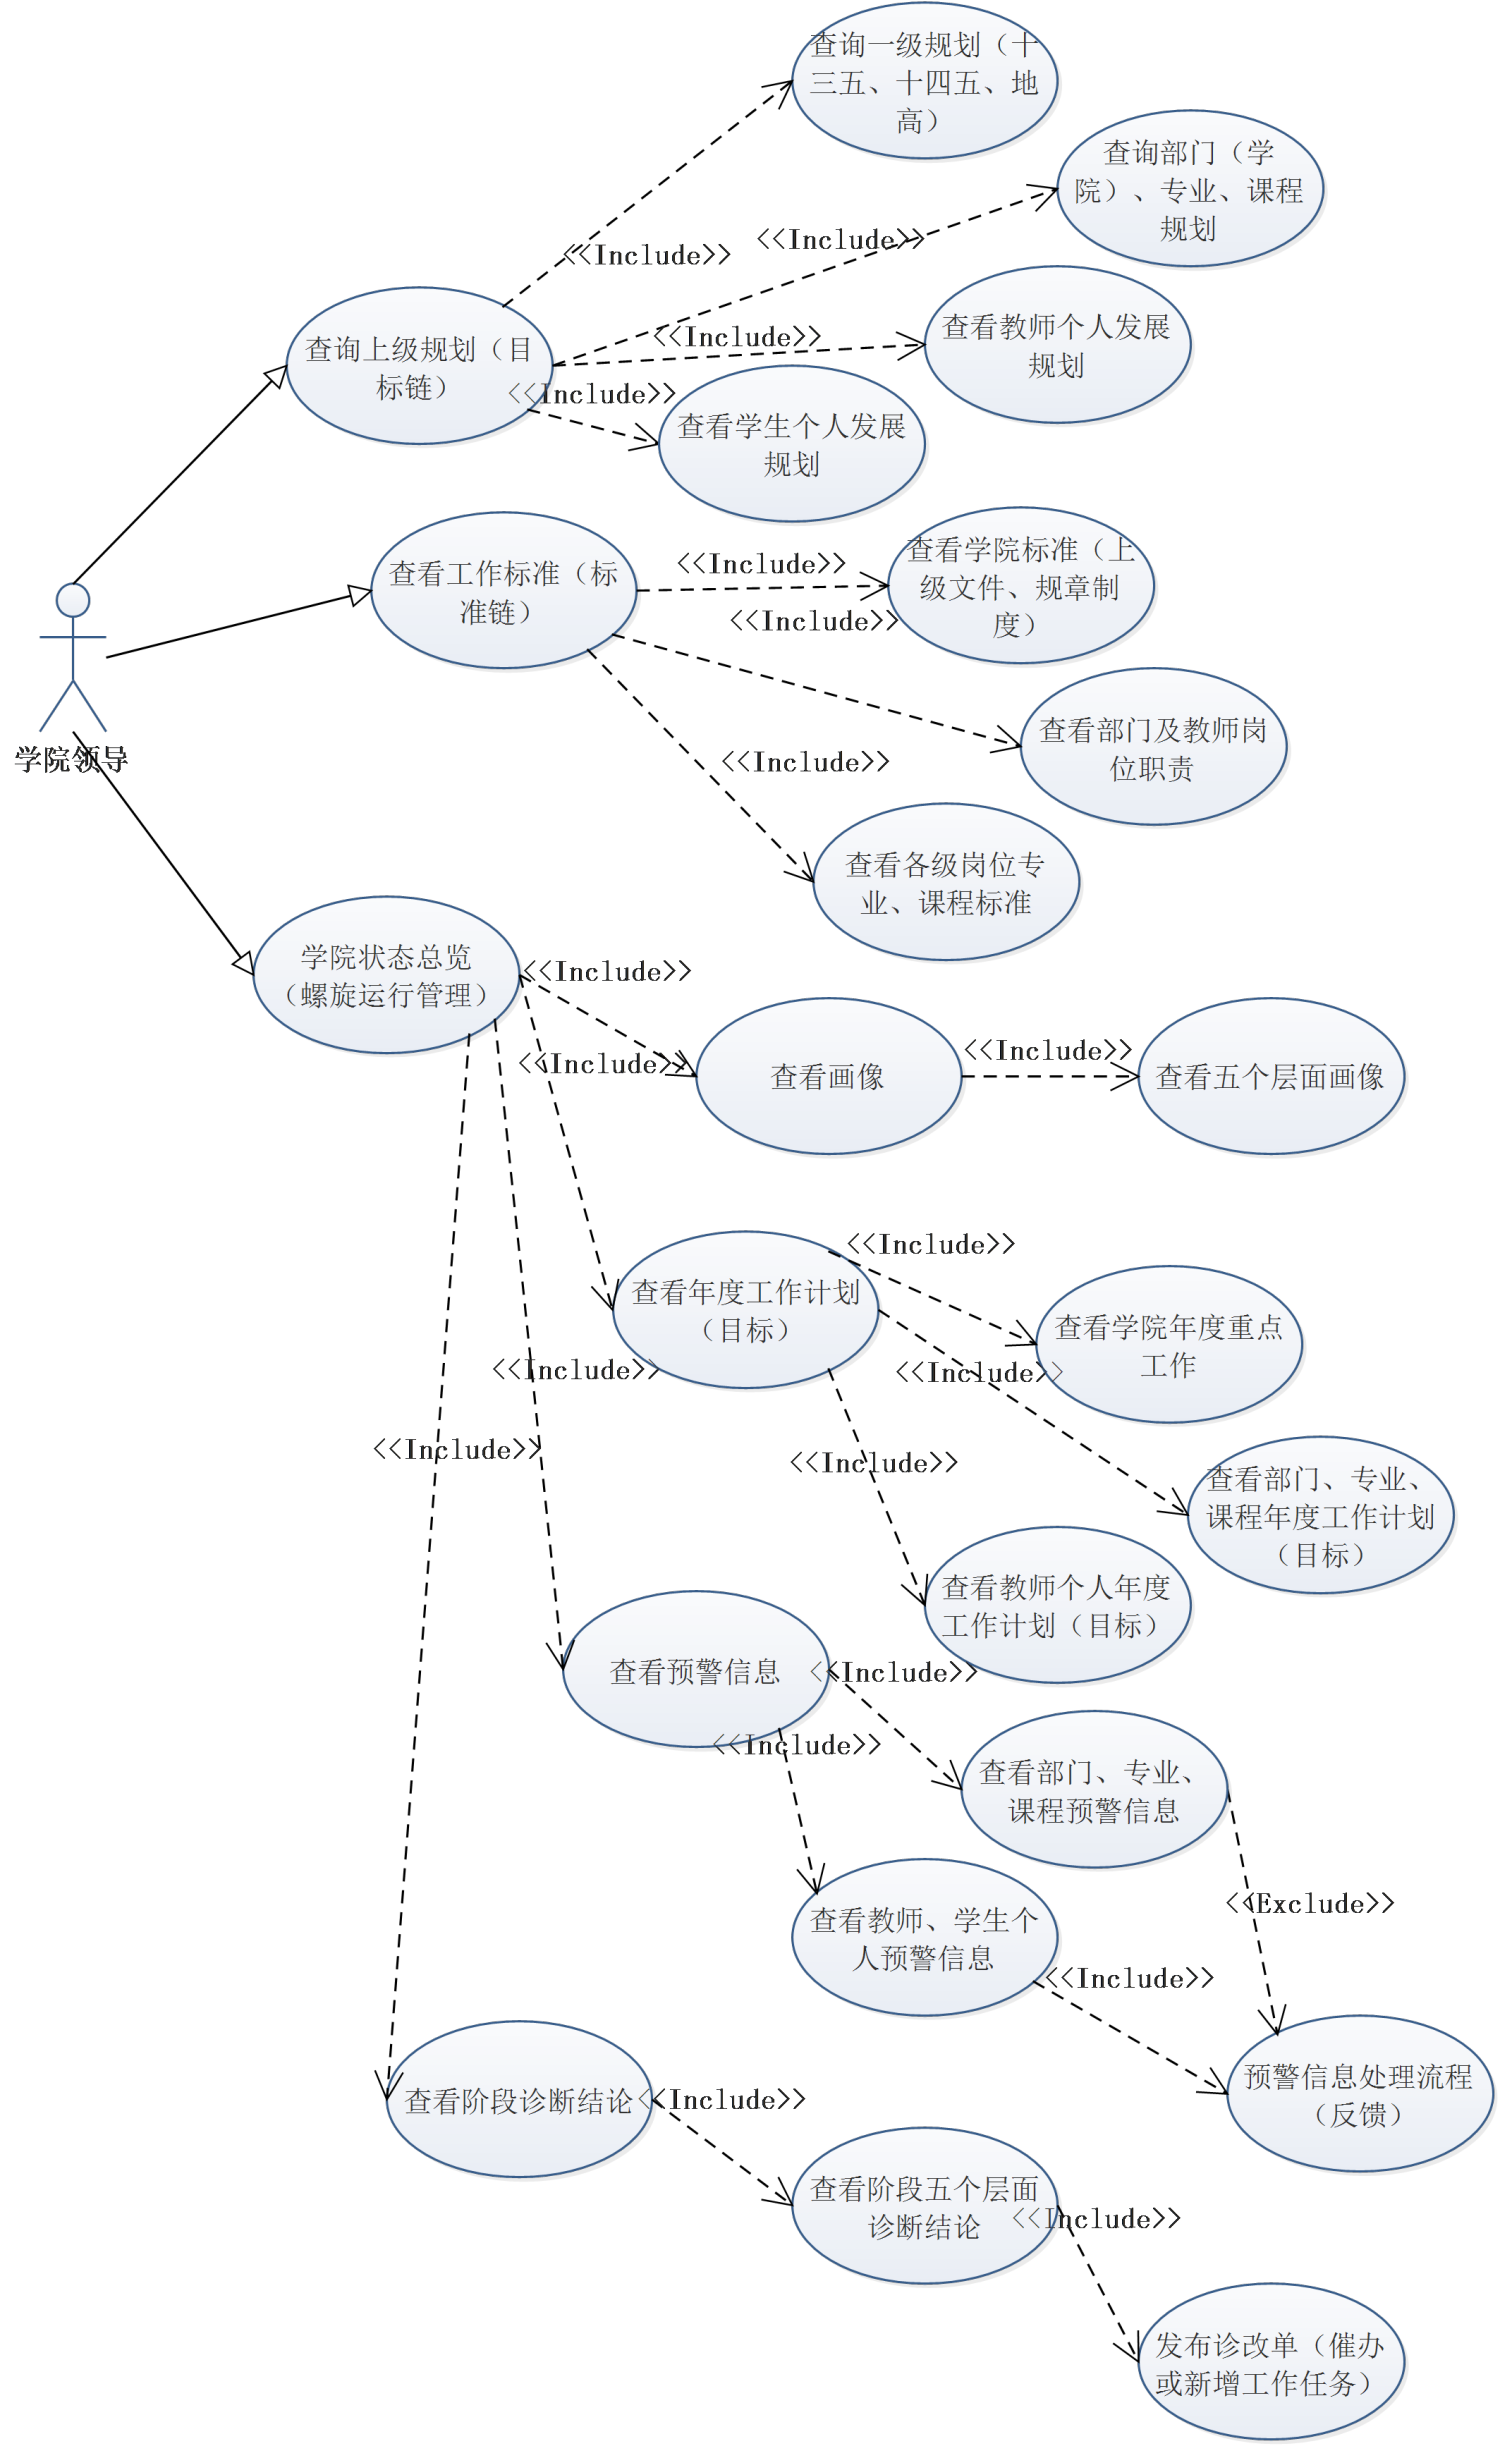 查询一级规划（十
三五、十四五、地
高）
查询部门（学
院）、专业、课程
规划
<<Include>>
<<Include>>
查看教师个人发展
规划
<<Include>>
查询上级规划（目
标链）
<<Include>>
查看学生个人发展
规划
查看学院标准（上
级文件、规章制
度）
<<Include>>
查看工作标准（标
准链）
<<Include>>
查看部门及教师岗
位职责
学院领导
<<Include>>
查看各级岗位专
业、课程标准
学院状态总览
（螺旋运行管理）
<<Include>>
<<Include>>
查看画像
<<Include>>
查看五个层面画像
<<Include>>
查看年度工作计划
（目标）
查看学院年度重点
工作
<<Include>>
<<Include>>
<<Include>>
<<Include>>
查看部门、专业、
课程年度工作计划
（目标）
查看教师个人年度
工作计划（目标）
查看预警信息
<<Include>>
<<Include>>
查看部门、专业、
课程预警信息
<<Exclude>>
查看教师、学生个
人预警信息
<<Include>>
预警信息处理流程
（反馈）
查看阶段诊断结论
<<Include>>
查看阶段五个层面
诊断结论
<<Include>>
发布诊改单（催办
或新增工作任务）